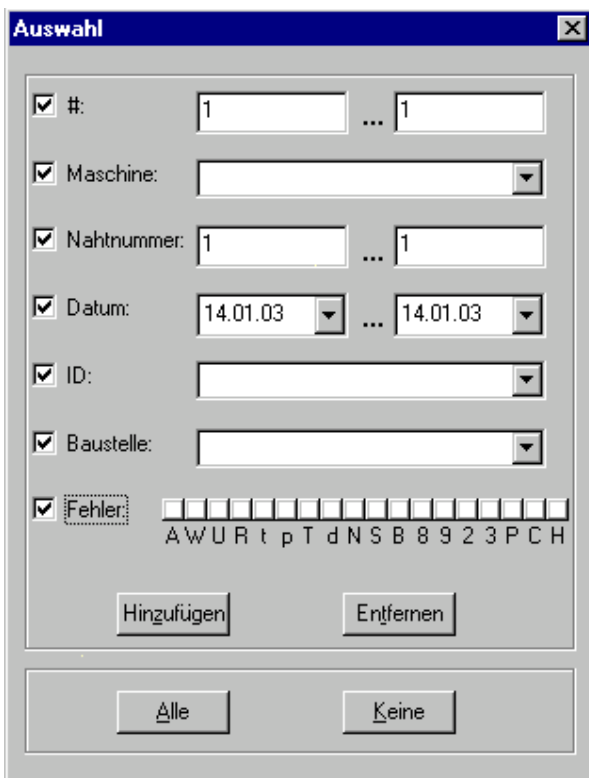 Auswahl
#: 1 ... 1
Maschine:
Nahtnummer: 1 ... 1
Datum: 14.01.03 ... 14.01.03
ID:
Baustelle:
Fehler:
A W U R t p T d N S B 8 9 2 3 P C H
Hinzufügen Entfernen
Alle Keine